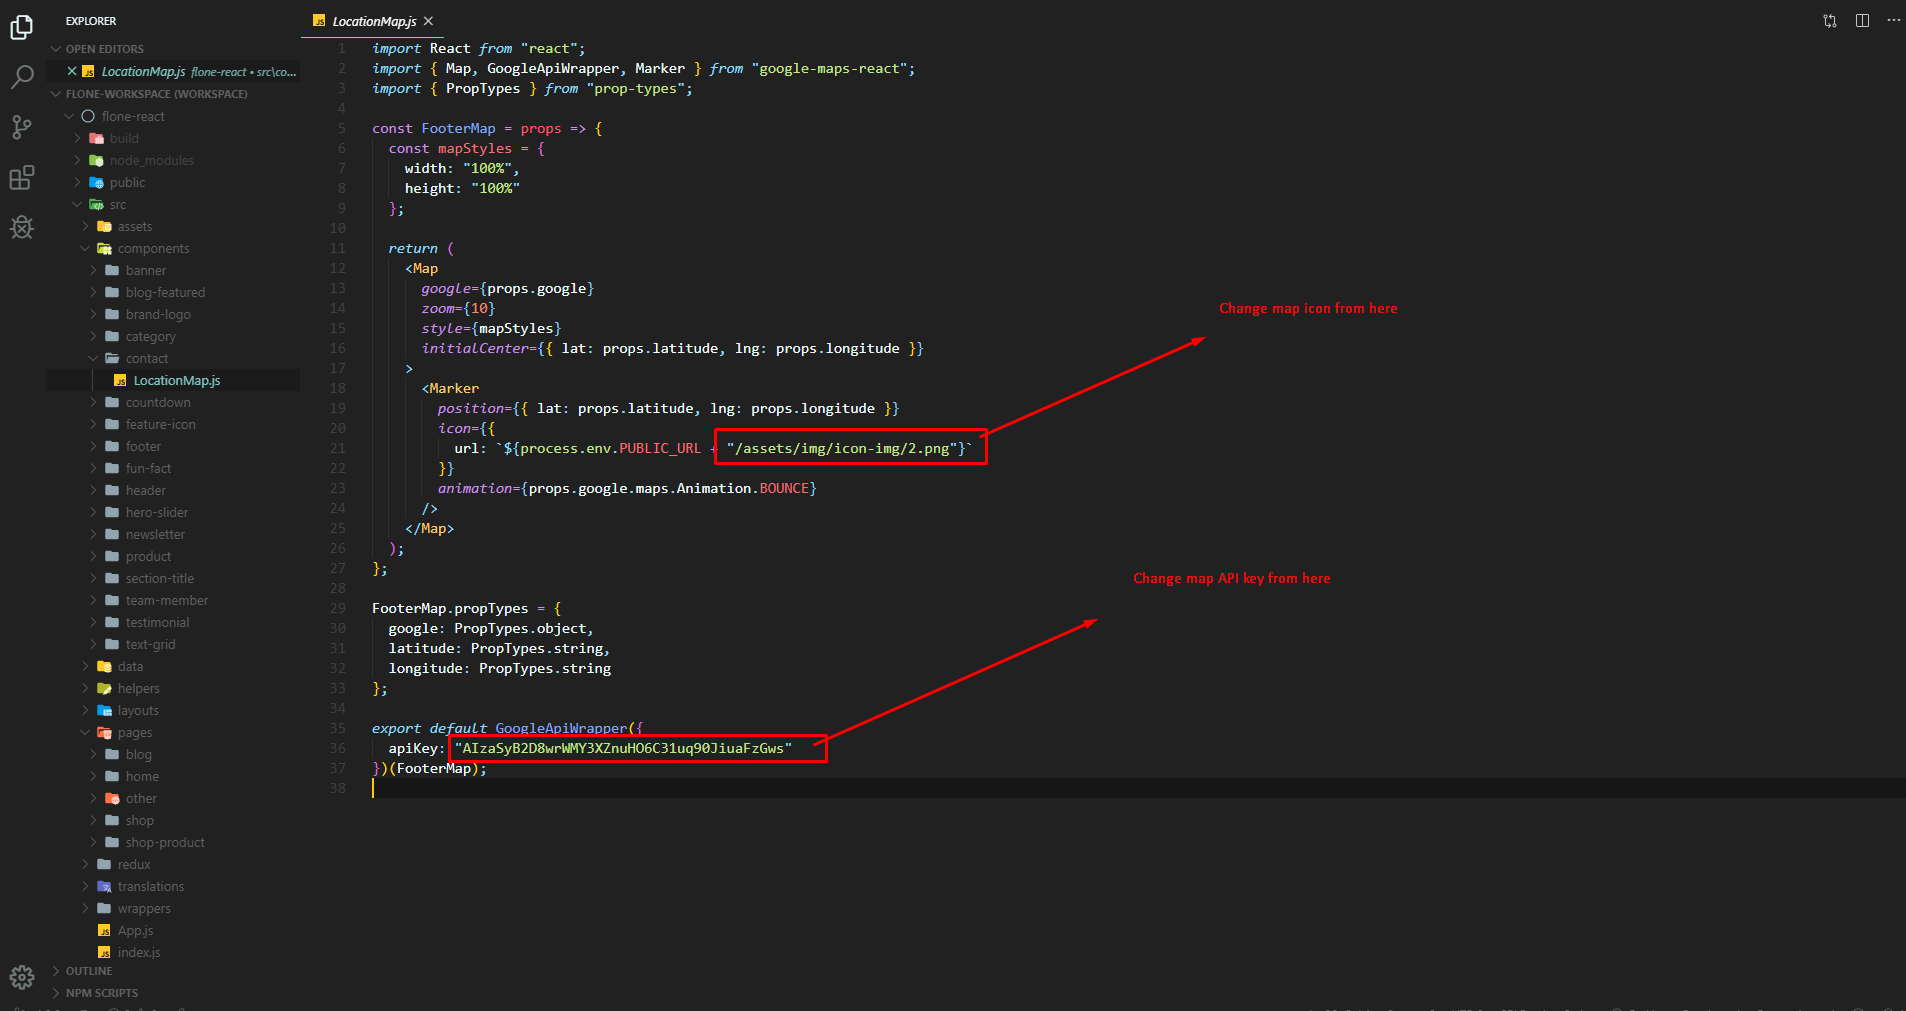 EXPLORER
OPEN EDITORS
LocationMap.js flone-react • src\co...
FLONE-WORKSPACE (WORKSPACE)
flone-react
build
node_modules
public
src
assets
components
banner
blog-featured
brand-logo
category
contact
LocationMap.js
countdown
feature-icon
footer
fun-fact
header
hero-slider
newsletter
product
section-title
team-member
testimonial
text-grid
data
helpers
layouts
pages
blog
home
other
shop
shop-product
redux
translations
wrappers
App.js
index.js
OUTLINE
NPM SCRIPTS
LocationMap.js
1 import React from "react";
2 import { Map, GoogleApiWrapper, Marker } from "google-maps-react";
3 import { PropTypes } from "prop-types";
4
5 const FooterMap = props => {
6 const mapStyles = {
7 width: "100%",
8 height: "100%"
9 };
10
11 return (
12 <Map
13 google={props.google}
14 zoom={10}
15 style={mapStyles}
16 initialCenter={{ lat: props.latitude, lng: props.longitude }}
17 >
18 <Marker
19 position={{ lat: props.latitude, lng: props.longitude }}
20 icon={{
21 url: `${process.env.PUBLIC_URL + "/assets/img/icon-img/2.png"}`
22 }}
23 animation={props.google.maps.Animation.BOUNCE}
24 />
25 </Map>
26 );
27 };
28
29 FooterMap.propTypes = {
30 google: PropTypes.object,
31 latitude: PropTypes.string,
32 longitude: PropTypes.string
33 };
34
35 export default GoogleApiWrapper({
36 apiKey: "AIzaSyB2D8wrWMY3XZnuHO6C31uq90JiuaFzGws"
37 })(FooterMap);
38
Change map icon from here
Change map API key from here